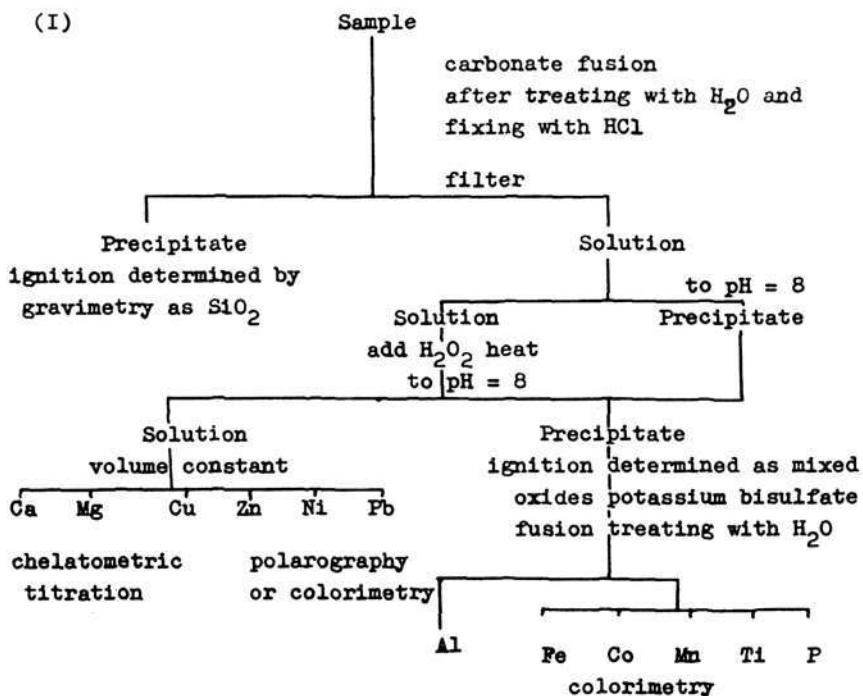 (I)
Sample
carbonate fusion
after treating with H₂O and
fixing with HCl
filter
Precipitate
ignition determined by
gravimetry as SiO₂
Solution
to pH = 8
Solution
Precipitate
add H₂O₂ heat
to pH = 8
Solution
volume constant
Ca Mg Cu Zn Ni Pb
chelatometric
titration
polarography
or colorimetry
Precipitate
ignition determined as mixed
oxides potassium bisulfate
fusion treating with H₂O
Al
Fe Co Mn Ti P
colorimetry